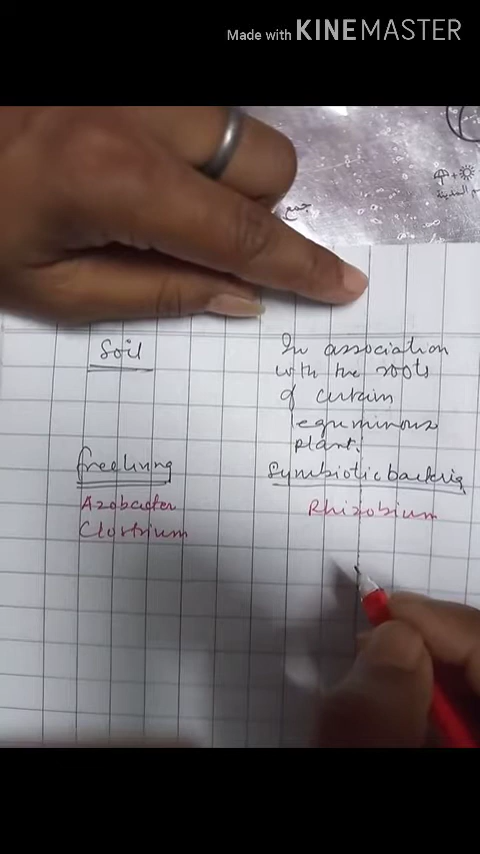 Made with KINEMASTER
جمع
Soil
In association
with the roots
of certain
leguminous
plant.
freeliving
Symbiotic bacteria
Azobacter
Clostrium
Rhizobium